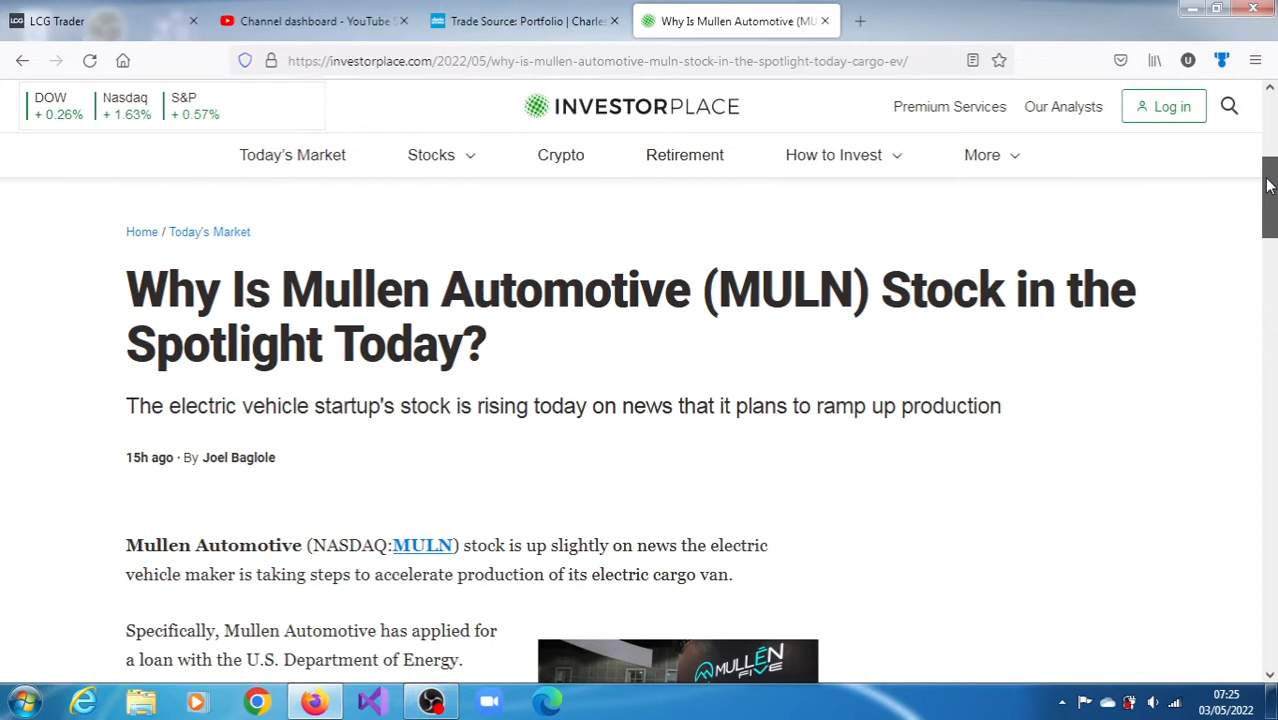 LCG Trader
Channel dashboard - YouTube S
Trade Source: Portfolio | Charles
Why Is Mullen Automotive (MU
https://investorplace.com/2022/05/why-is-mullen-automotive-muln-stock-in-the-spotlight-today-cargo-ev/
DOW
+ 0.26%
Nasdaq
+ 1.63%
S&P
+ 0.57%
INVESTORPLACE
Premium Services
Our Analysts
Log in
Today's Market
Stocks
Crypto
Retirement
How to Invest
More
Home / Today's Market
Why Is Mullen Automotive (MULN) Stock in the
Spotlight Today?
The electric vehicle startup's stock is rising today on news that it plans to ramp up production
15h ago · By Joel Baglole
Mullen Automotive (NASDAQ:MULN) stock is up slightly on news the electric
vehicle maker is taking steps to accelerate production of its electric cargo van.
Specifically, Mullen Automotive has applied for
a loan with the U.S. Department of Energy.
MULLEN
FIVE
07:25
03/05/2022